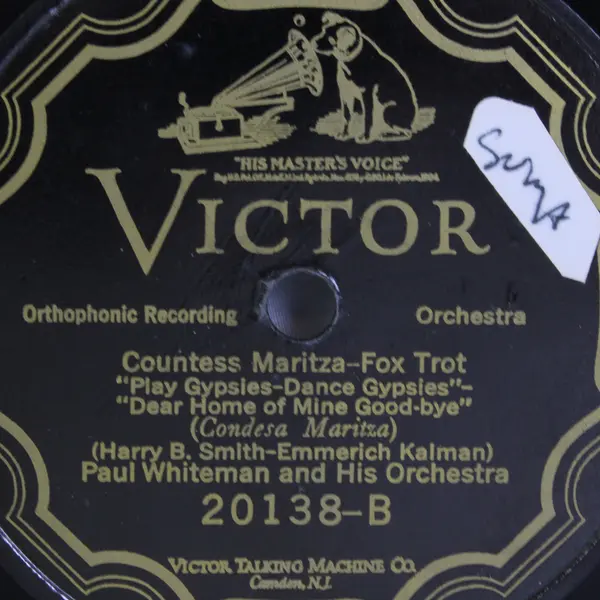 "HIS MASTER'S VOICE"
VICTOR
Orthophonic Recording
Orchestra
Countess Maritza-Fox Trot
"Play Gypsies-Dance Gypsies"-
"Dear Home of Mine Good-bye"
(Condesa Maritza)
(Harry B. Smith-Emmerich Kalman)
Paul Whiteman and His Orchestra
20138-B
VICTOR TALKING MACHINE CO.
Camden, N.J.